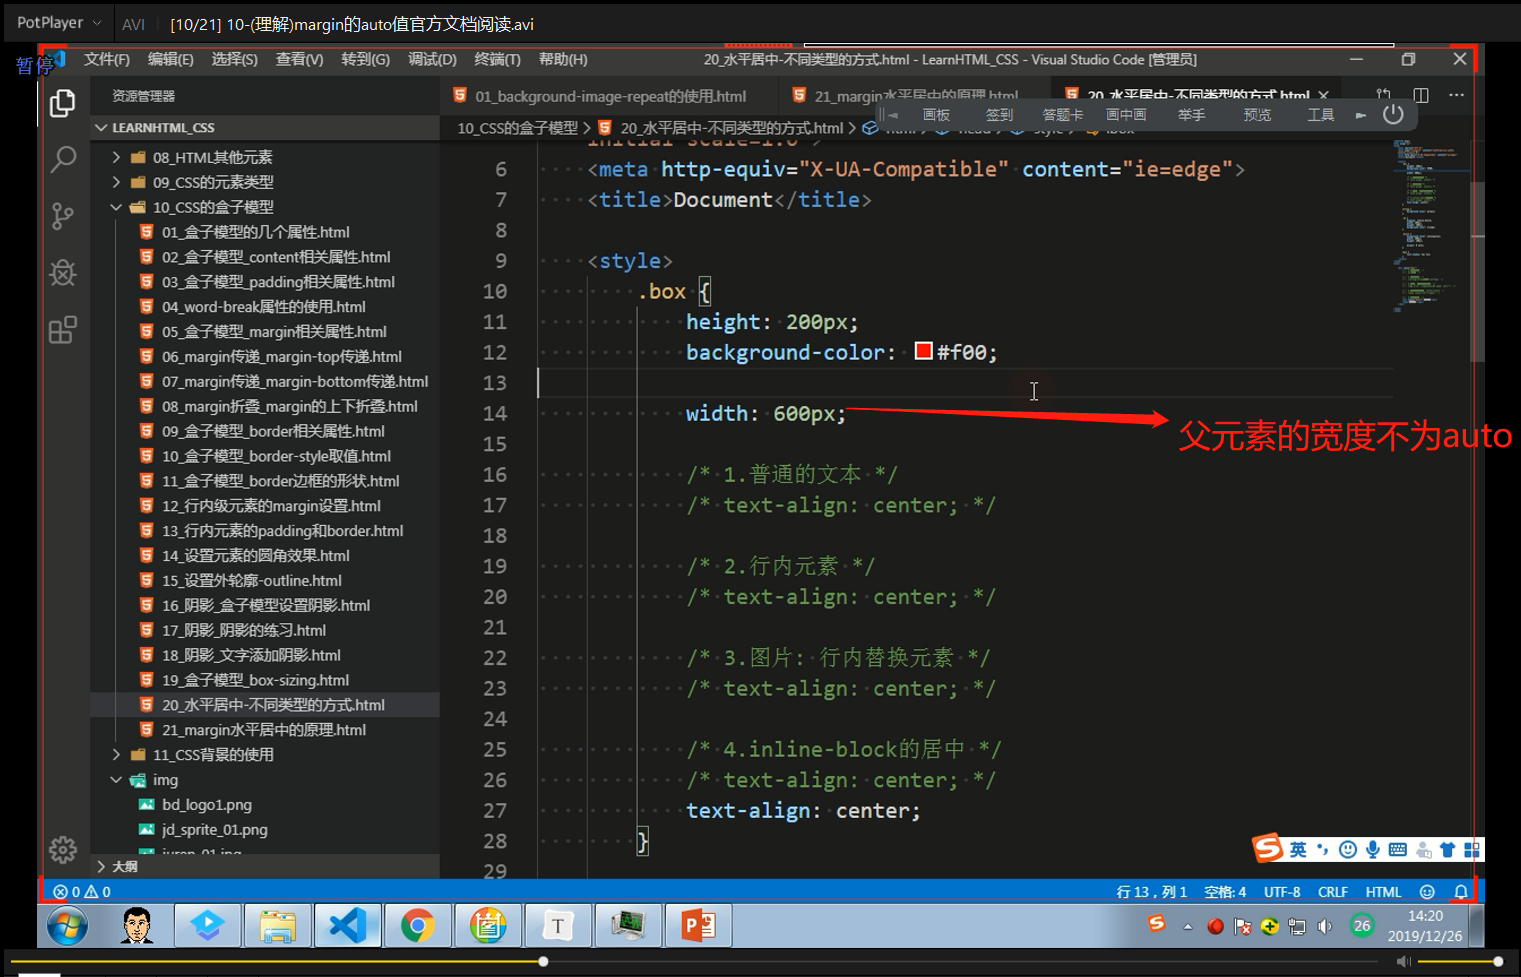 PotPlayer
AVI
[10/21] 10-(理解)margin的auto值官方文档阅读.avi
暂停
文件(F) 编辑(E) 选择(S) 查看(V) 转到(G) 调试(D) 终端(T) 帮助(H)
20_水平居中-不同类型的方式.html - LearnHTML_CSS - Visual Studio Code [管理员]
资源管理器
01_background-image-repeat的使用.html
21_margin水平居中的原理.html
20_水平居中-不同类型的方式.html
画板 签到 答题卡 画中画 举手 预览 工具
LEARNHTML_CSS
10_CSS的盒子模型 > 20_水平居中-不同类型的方式.html >
08_HTML其他元素
09_CSS的元素类型
10_CSS的盒子模型
01_盒子模型的几个属性.html
02_盒子模型_content相关属性.html
03_盒子模型_padding相关属性.html
04_word-break属性的使用.html
05_盒子模型_margin相关属性.html
06_margin传递_margin-top传递.html
07_margin传递_margin-bottom传递.html
08_margin折叠_margin的上下折叠.html
09_盒子模型_border相关属性.html
10_盒子模型_border-style取值.html
11_盒子模型_border边框的形状.html
12_行内级元素的margin设置.html
13_行内元素的padding和border.html
14_设置元素的圆角效果.html
15_设置外轮廓-outline.html
16_阴影_盒子模型设置阴影.html
17_阴影_阴影的练习.html
18_阴影_文字添加阴影.html
19_盒子模型_box-sizing.html
20_水平居中-不同类型的方式.html
21_margin水平居中的原理.html
11_CSS背景的使用
img
bd_logo1.png
jd_sprite_01.png
大纲
initial-scale=1.0">
6 <meta http-equiv="X-UA-Compatible" content="ie=edge">
7 <title>Document</title>
8
9 <style>
10 .box {
11 height: 200px;
12 background-color: #f00;
13
14 width: 600px;
父元素的宽度不为auto
15
16 /* 1.普通的文本 */
17 /* text-align: center; */
18
19 /* 2.行内元素 */
20 /* text-align: center; */
21
22 /* 3.图片: 行内替换元素 */
23 /* text-align: center; */
24
25 /* 4.inline-block的居中 */
26 /* text-align: center; */
27 text-align: center;
28 }
29
英
0 0
行 13，列 1 空格: 4 UTF-8 CRLF HTML
T
26
14:20
2019/12/26